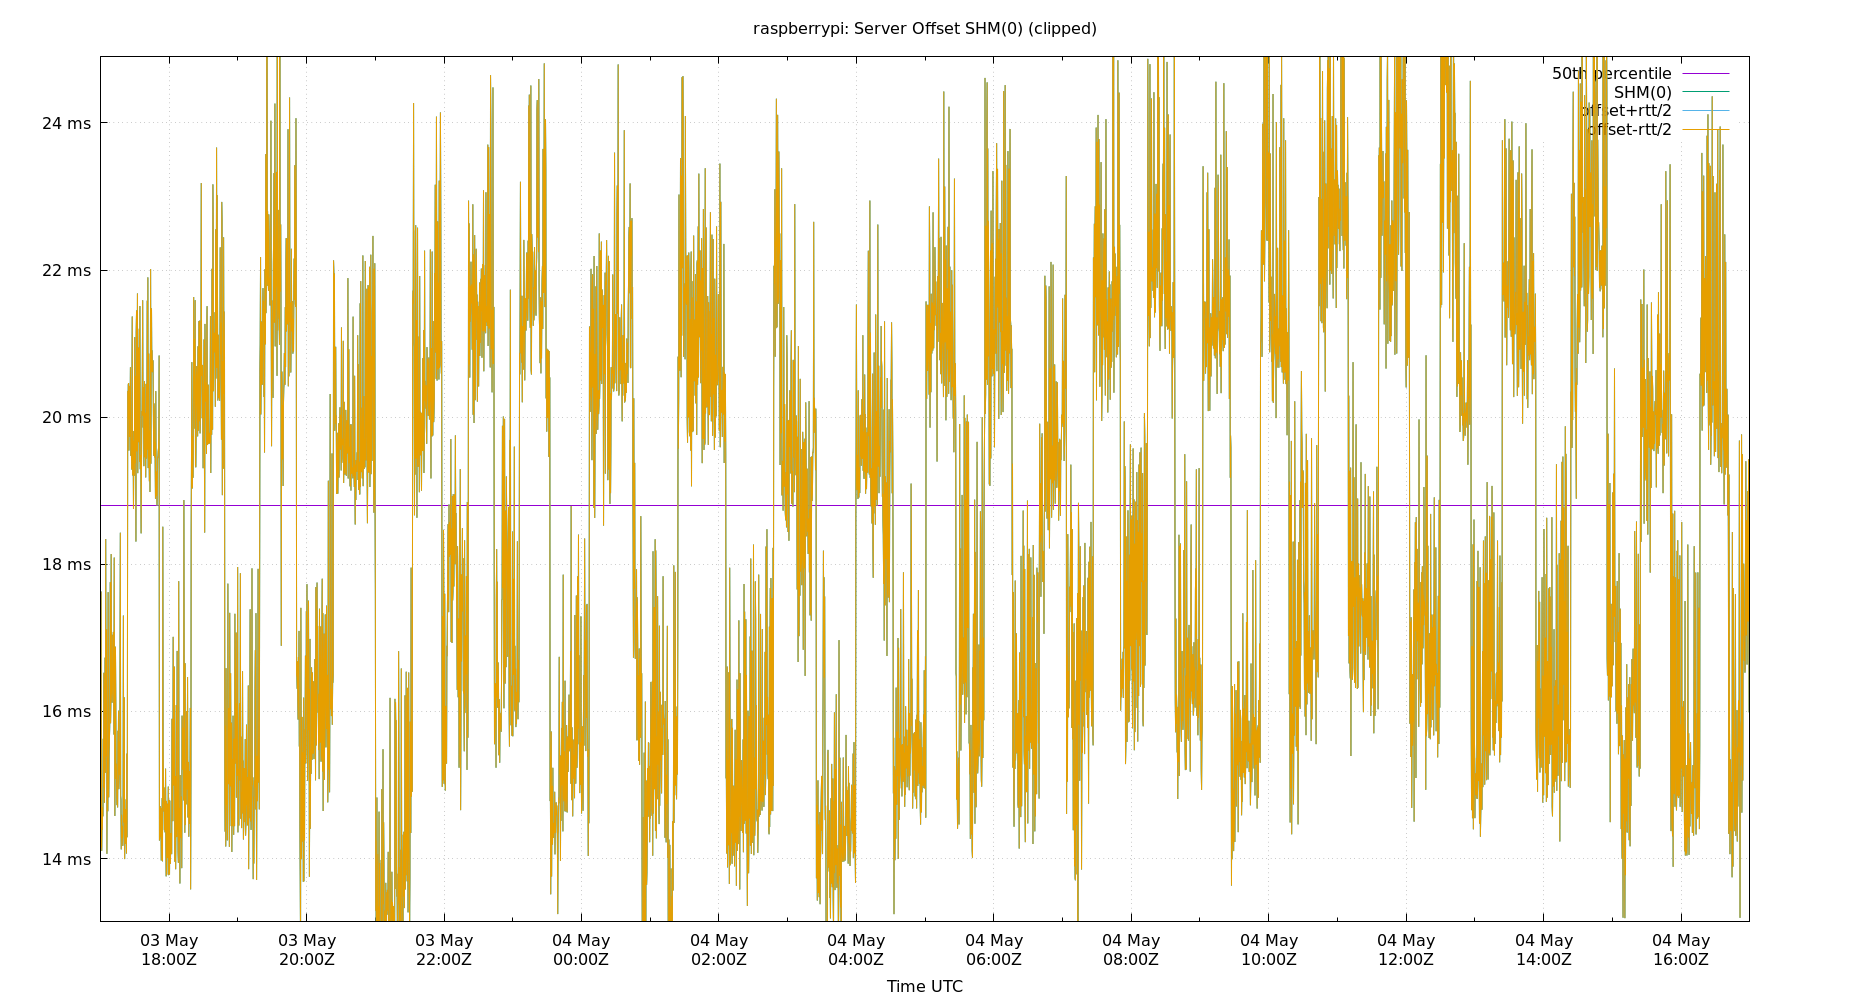 raspberrypi: Server Offset SHM(0) (clipped)
50th percentile
SHM(0)
offset+rtt/2
offset-rtt/2
24 ms
22 ms
20 ms
18 ms
16 ms
14 ms
03 May 03 May 03 May 04 May 04 May 04 May 04 May 04 May 04 May 04 May 04 May 04 May
18:00Z 20:00Z 22:00Z 00:00Z 02:00Z 04:00Z 06:00Z 08:00Z 10:00Z 12:00Z 14:00Z 16:00Z
Time UTC